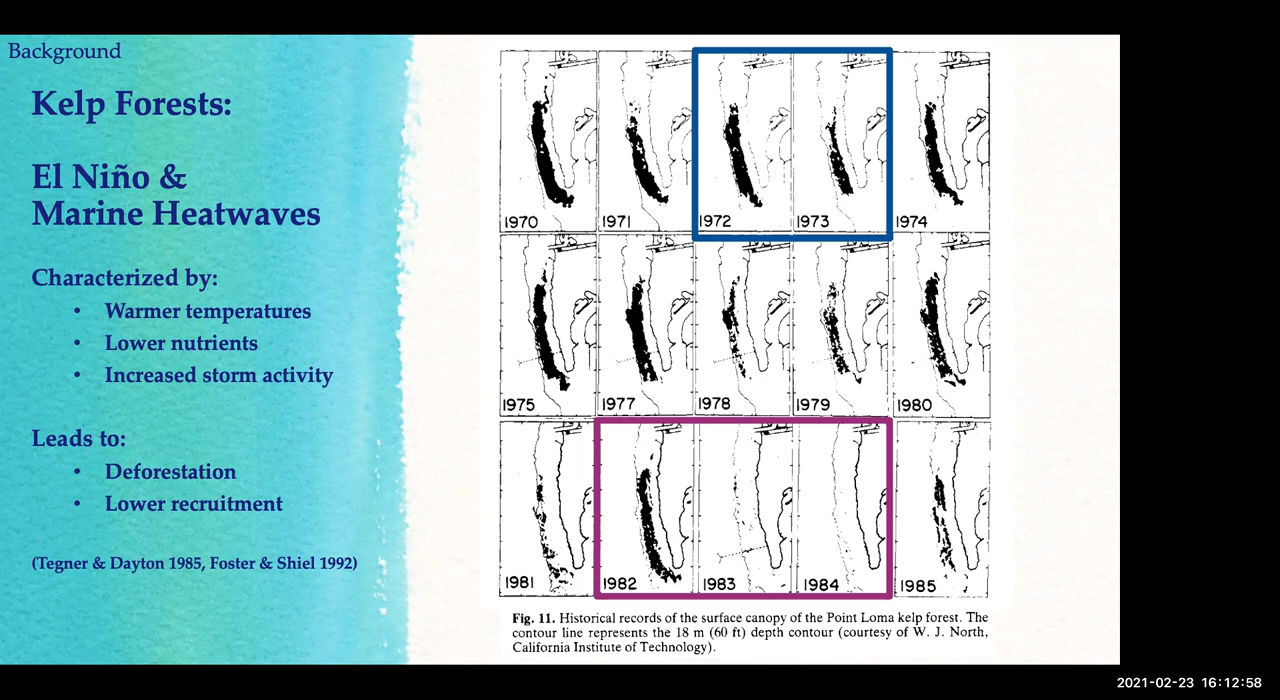 Background
Kelp Forests:
El Niño &
Marine Heatwaves
Characterized by:
• Warmer temperatures
• Lower nutrients
• Increased storm activity
Leads to:
• Deforestation
• Lower recruitment
(Tegner & Dayton 1985, Foster & Shiel 1992)
1970
1971
1972
1973
1974
1975
1977
1978
1979
1980
1981
1982
1983
1984
1985
Fig. 11. Historical records of the surface canopy of the Point Loma kelp forest. The
contour line represents the 18 m (60 ft) depth contour (courtesy of W. J. North,
California Institute of Technology).
2021-02-23 16:12:58